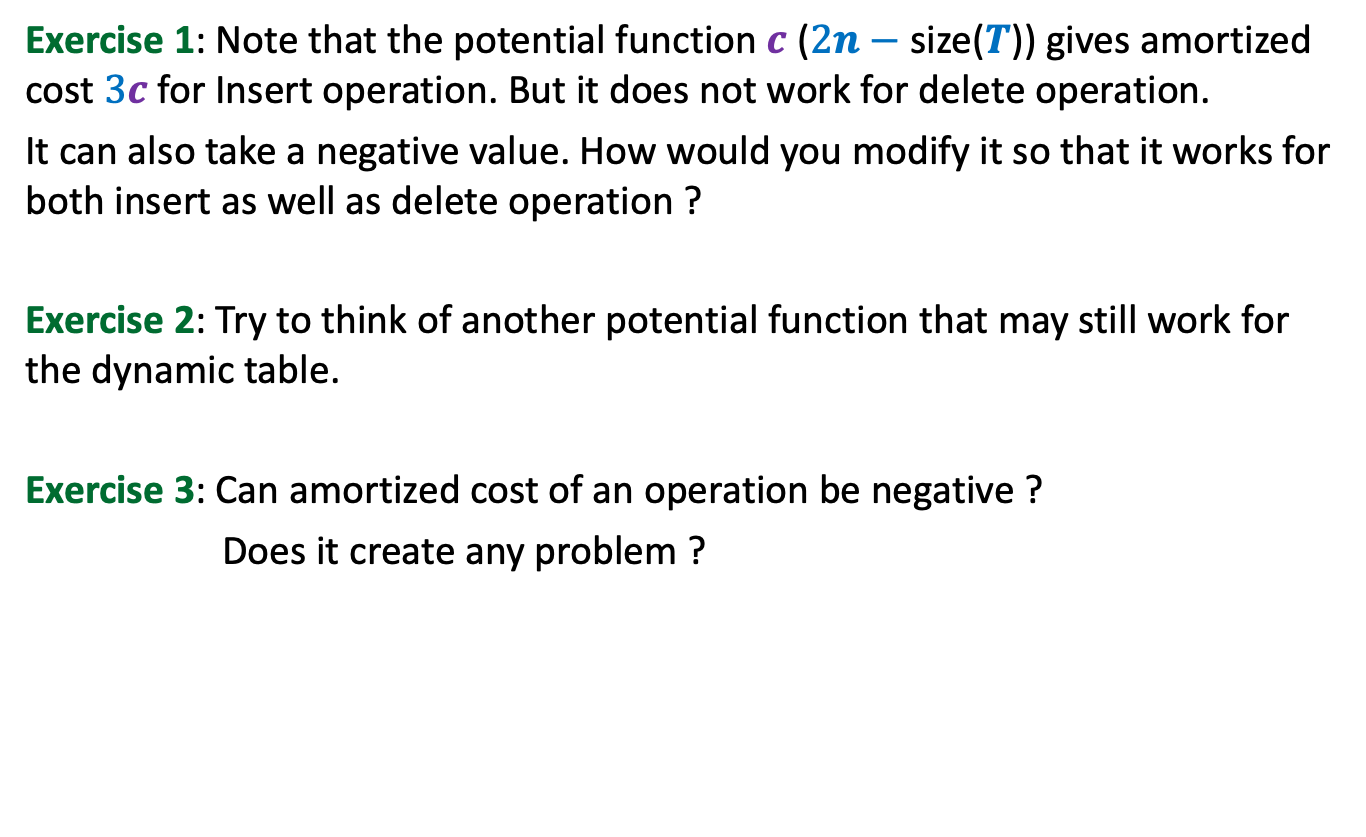 Exercise 1: Note that the potential function c (2n – size(T)) gives amortized
cost 3c for Insert operation. But it does not work for delete operation.
It can also take a negative value. How would you modify it so that it works for
both insert as well as delete operation ?
Exercise 2: Try to think of another potential function that may still work for
the dynamic table.
Exercise 3: Can amortized cost of an operation be negative ?
Does it create any problem ?